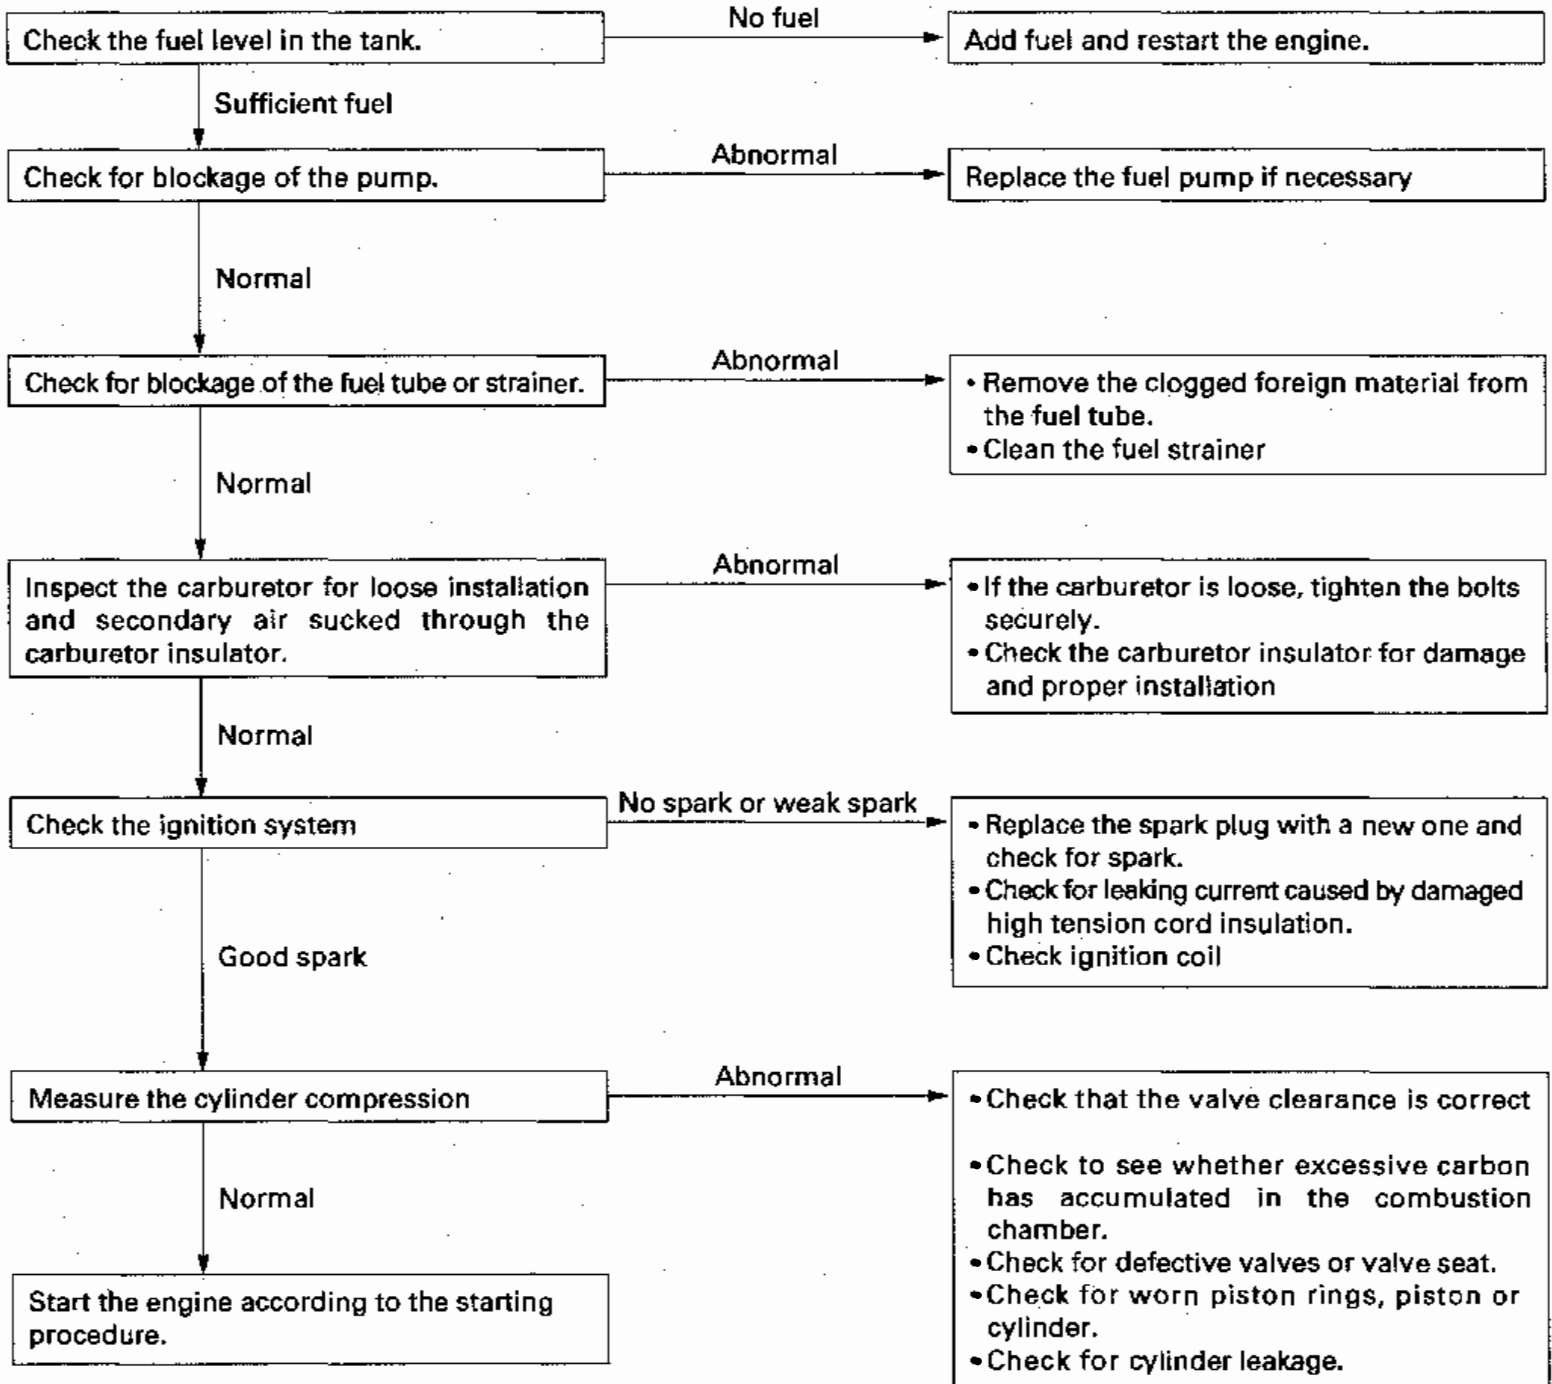 Check the fuel level in the tank.
No fuel
Add fuel and restart the engine.
Sufficient fuel
Check for blockage of the pump.
Abnormal
Replace the fuel pump if necessary
Normal
Check for blockage of the fuel tube or strainer.
Abnormal
• Remove the clogged foreign material from
the fuel tube.
• Clean the fuel strainer
Normal
Inspect the carburetor for loose installation
and secondary air sucked through the
carburetor insulator.
Abnormal
• If the carburetor is loose, tighten the bolts
securely.
• Check the carburetor insulator for damage
and proper installation
Normal
Check the ignition system
No spark or weak spark
• Replace the spark plug with a new one and
check for spark.
• Check for leaking current caused by damaged
high tension cord insulation.
• Check ignition coil
Good spark
Measure the cylinder compression
Abnormal
• Check that the valve clearance is correct
• Check to see whether excessive carbon
has accumulated in the combustion
chamber.
• Check for defective valves or valve seat.
• Check for worn piston rings, piston or
cylinder.
• Check for cylinder leakage.
Normal
Start the engine according to the starting
procedure.